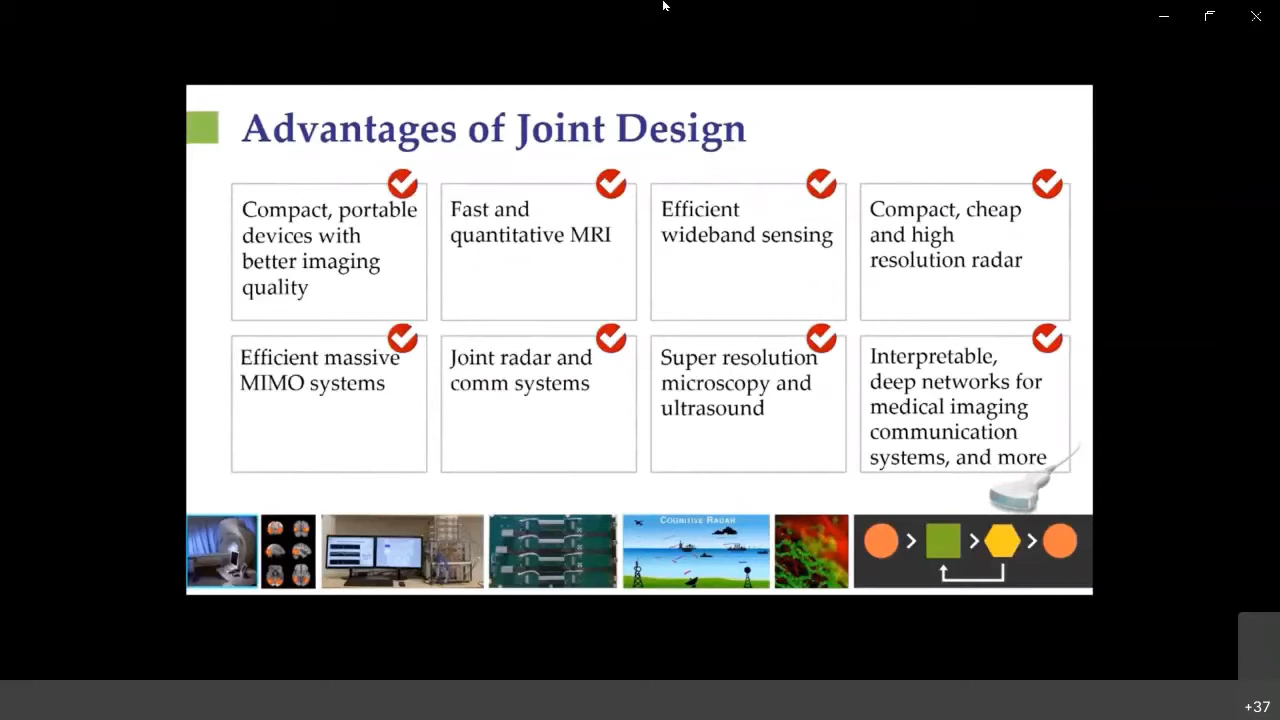 Advantages of Joint Design
Compact, portable
devices with
better imaging
quality
Fast and
quantitative MRI
Efficient
wideband sensing
Compact, cheap
and high
resolution radar
Efficient massive
MIMO systems
Joint radar and
comm systems
Super resolution
microscopy and
ultrasound
Interpretable,
deep networks for
medical imaging
communication
systems, and more
COGNITIVE RADAR
+37